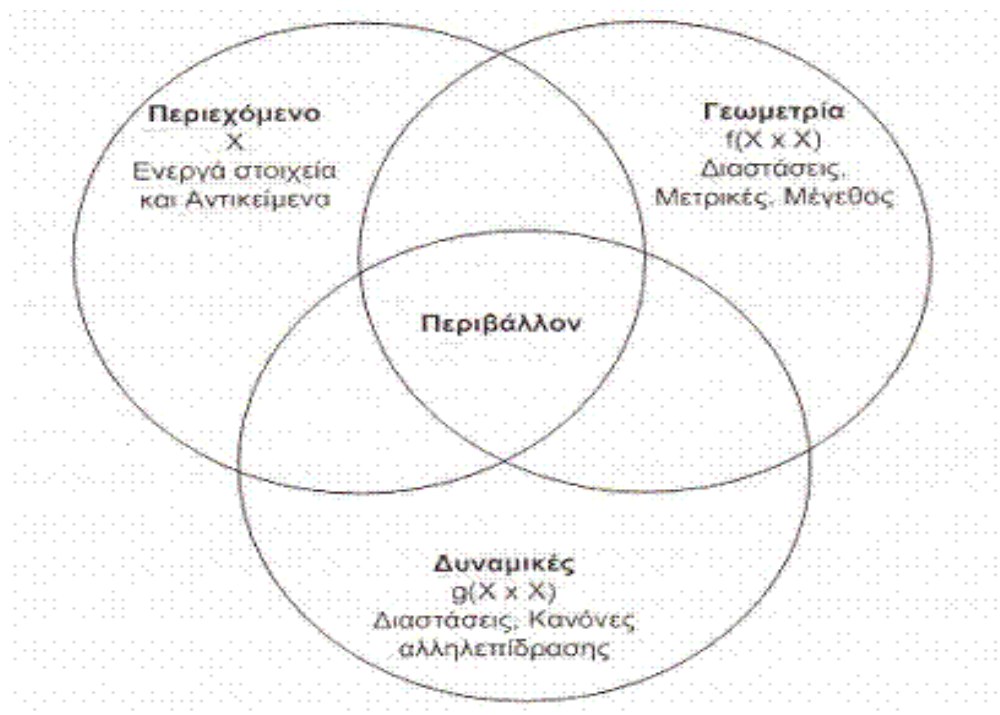 Περιεχόμενο
X
Ενεργά στοιχεία
και Αντικείμενα
Γεωμετρία
f(X x X)
Διαστάσεις,
Μετρικές, Μέγεθος
Περιβάλλον
Δυναμικές
g(X x X)
Διαστάσεις, Κανόνες
αλληλεπίδρασης